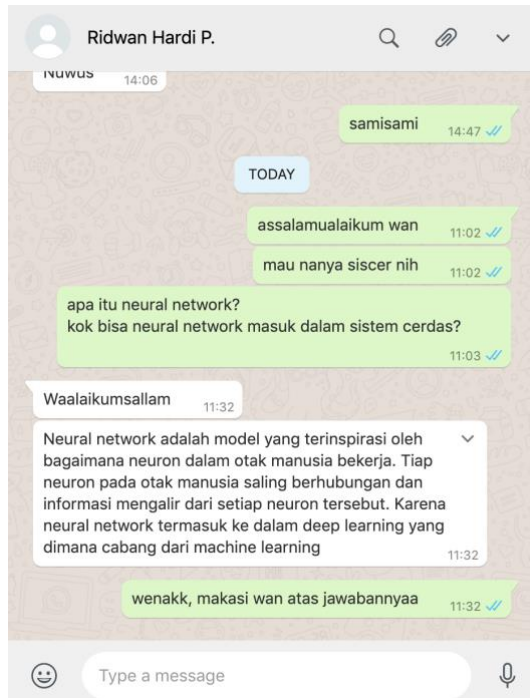 Ridwan Hardi P.
Nuwus
14:06
samisami
14:47
TODAY
assalamualaikum wan
11:02
mau nanya siscer nih
11:02
apa itu neural network?
kok bisa neural network masuk dalam sistem cerdas?
11:03
Waalaikumsallam
11:32
Neural network adalah model yang terinspirasi oleh
bagaimana neuron dalam otak manusia bekerja. Tiap
neuron pada otak manusia saling berhubungan dan
informasi mengalir dari setiap neuron tersebut. Karena
neural network termasuk ke dalam deep learning yang
dimana cabang dari machine learning
11:32
wenakk, makasi wan atas jawabannyaa
11:32
Type a message